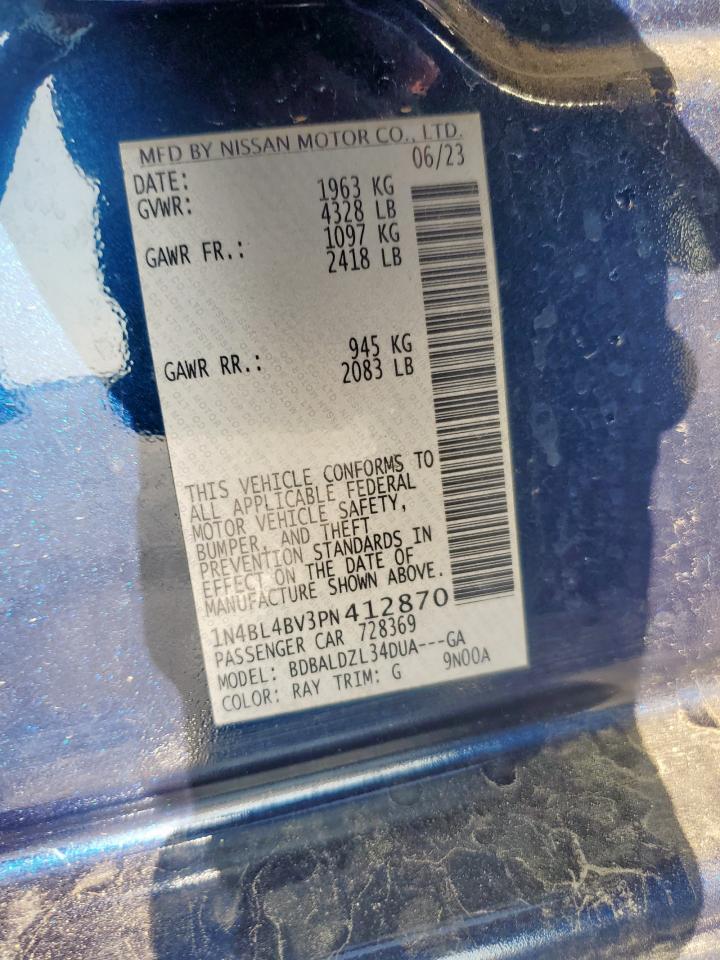 MFD BY NISSAN MOTOR CO., LTD.
DATE: 06/23
GVWR: 1963 KG
4328 LB
GAWR FR.: 1097 KG
2418 LB
GAWR RR.: 945 KG
2083 LB
THIS VEHICLE CONFORMS TO
ALL APPLICABLE FEDERAL
MOTOR VEHICLE SAFETY,
BUMPER, AND THEFT
PREVENTION STANDARDS IN
EFFECT ON THE DATE OF
MANUFACTURE SHOWN ABOVE.
1N4BL4BV3PN412870
PASSENGER CAR 728369
MODEL: BDBALDZL34DUA---GA
COLOR: RAY TRIM: G 9N00A